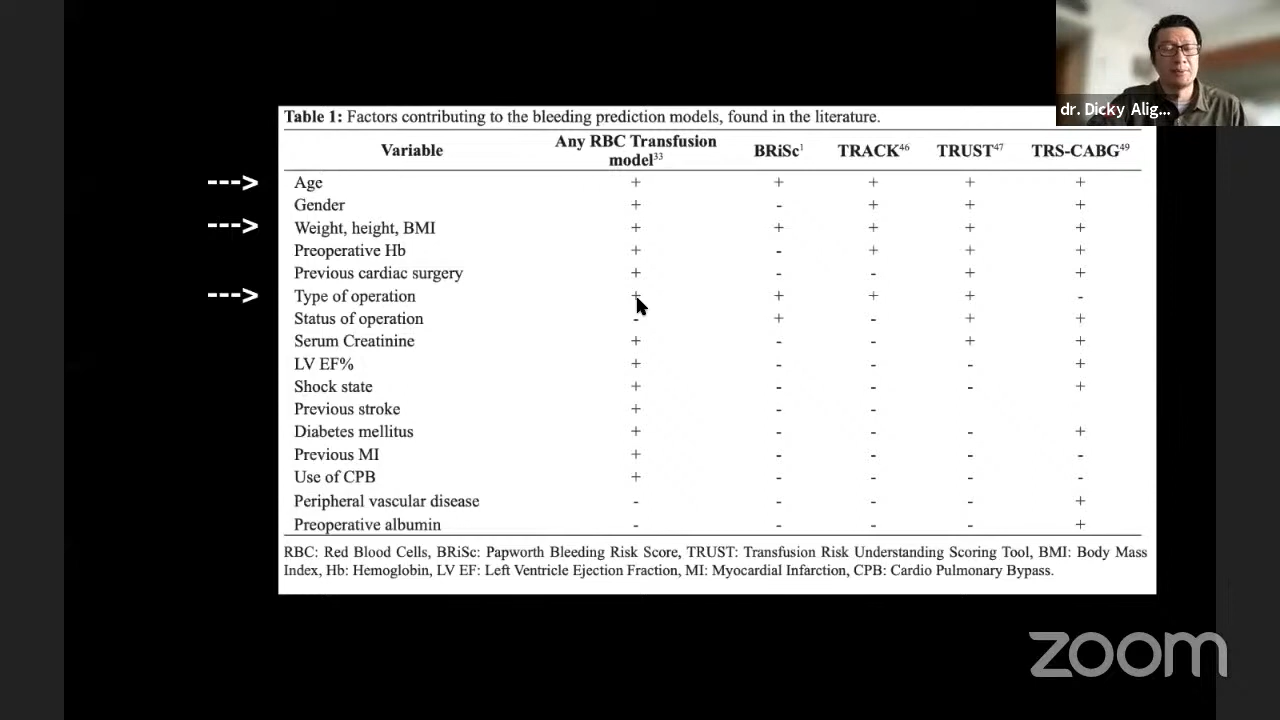 dr. Dicky Alig...
Table 1: Factors contributing to the bleeding prediction models, found in the literature.
Variable Any RBC Transfusion model33 BRiSc1 TRACK46 TRUST47 TRS-CABG49
---> Age + + + + +
Gender + - + + +
---> Weight, height, BMI + + + + +
Preoperative Hb + - + + +
Previous cardiac surgery + - - + +
---> Type of operation + + + + -
Status of operation - + - + +
Serum Creatinine + - - + +
LV EF% + - - - +
Shock state + - - - +
Previous stroke + - -
Diabetes mellitus + - - - +
Previous MI + - - - -
Use of CPB + - - - -
Peripheral vascular disease - - - - +
Preoperative albumin - - - - +
RBC: Red Blood Cells, BRiSc: Papworth Bleeding Risk Score, TRUST: Transfusion Risk Understanding Scoring Tool, BMI: Body Mass
Index, Hb: Hemoglobin, LV EF: Left Ventricle Ejection Fraction, MI: Myocardial Infarction, CPB: Cardio Pulmonary Bypass.
zoom